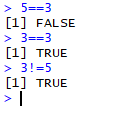 > 5==3
[1] FALSE
> 3==3
[1] TRUE
> 3!=5
[1] TRUE
>